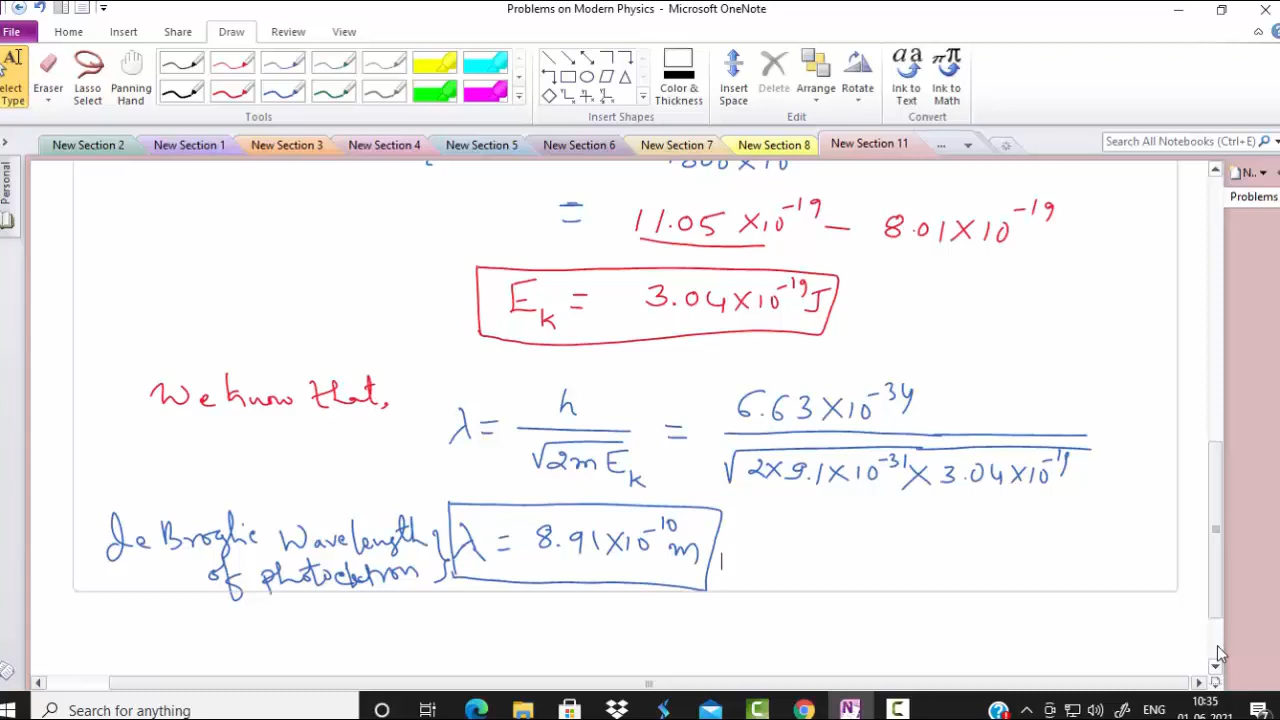 Problems on Modern Physics - Microsoft OneNote
File Home Insert Share Draw Review View
Select Type
Eraser
Lasso Select
Panning Hand
Color & Thickness
Insert Space
Delete
Arrange
Rotate
Ink to Text
Ink to Math
Tools
Insert Shapes
Edit
Convert
New Section 2 New Section 1 New Section 3 New Section 4 New Section 5 New Section 6 New Section 7 New Section 8 New Section 11 ...
Search All Notebooks (Ctrl+E)
Personal
N..
Problems
= 11.05 × 10⁻¹⁹ – 8.01 × 10⁻¹⁹
E_k = 3.04 × 10⁻¹⁹ J
We know that,
λ = h / √(2mE_k) = 6.63 × 10⁻³⁴ / √(2 × 9.1 × 10⁻³¹ × 3.04 × 10⁻¹⁹)
de Broglie Wavelength of photoelectron } λ = 8.91 × 10⁻¹⁰ m
Search for anything
ENG
10:35
01.06.2021